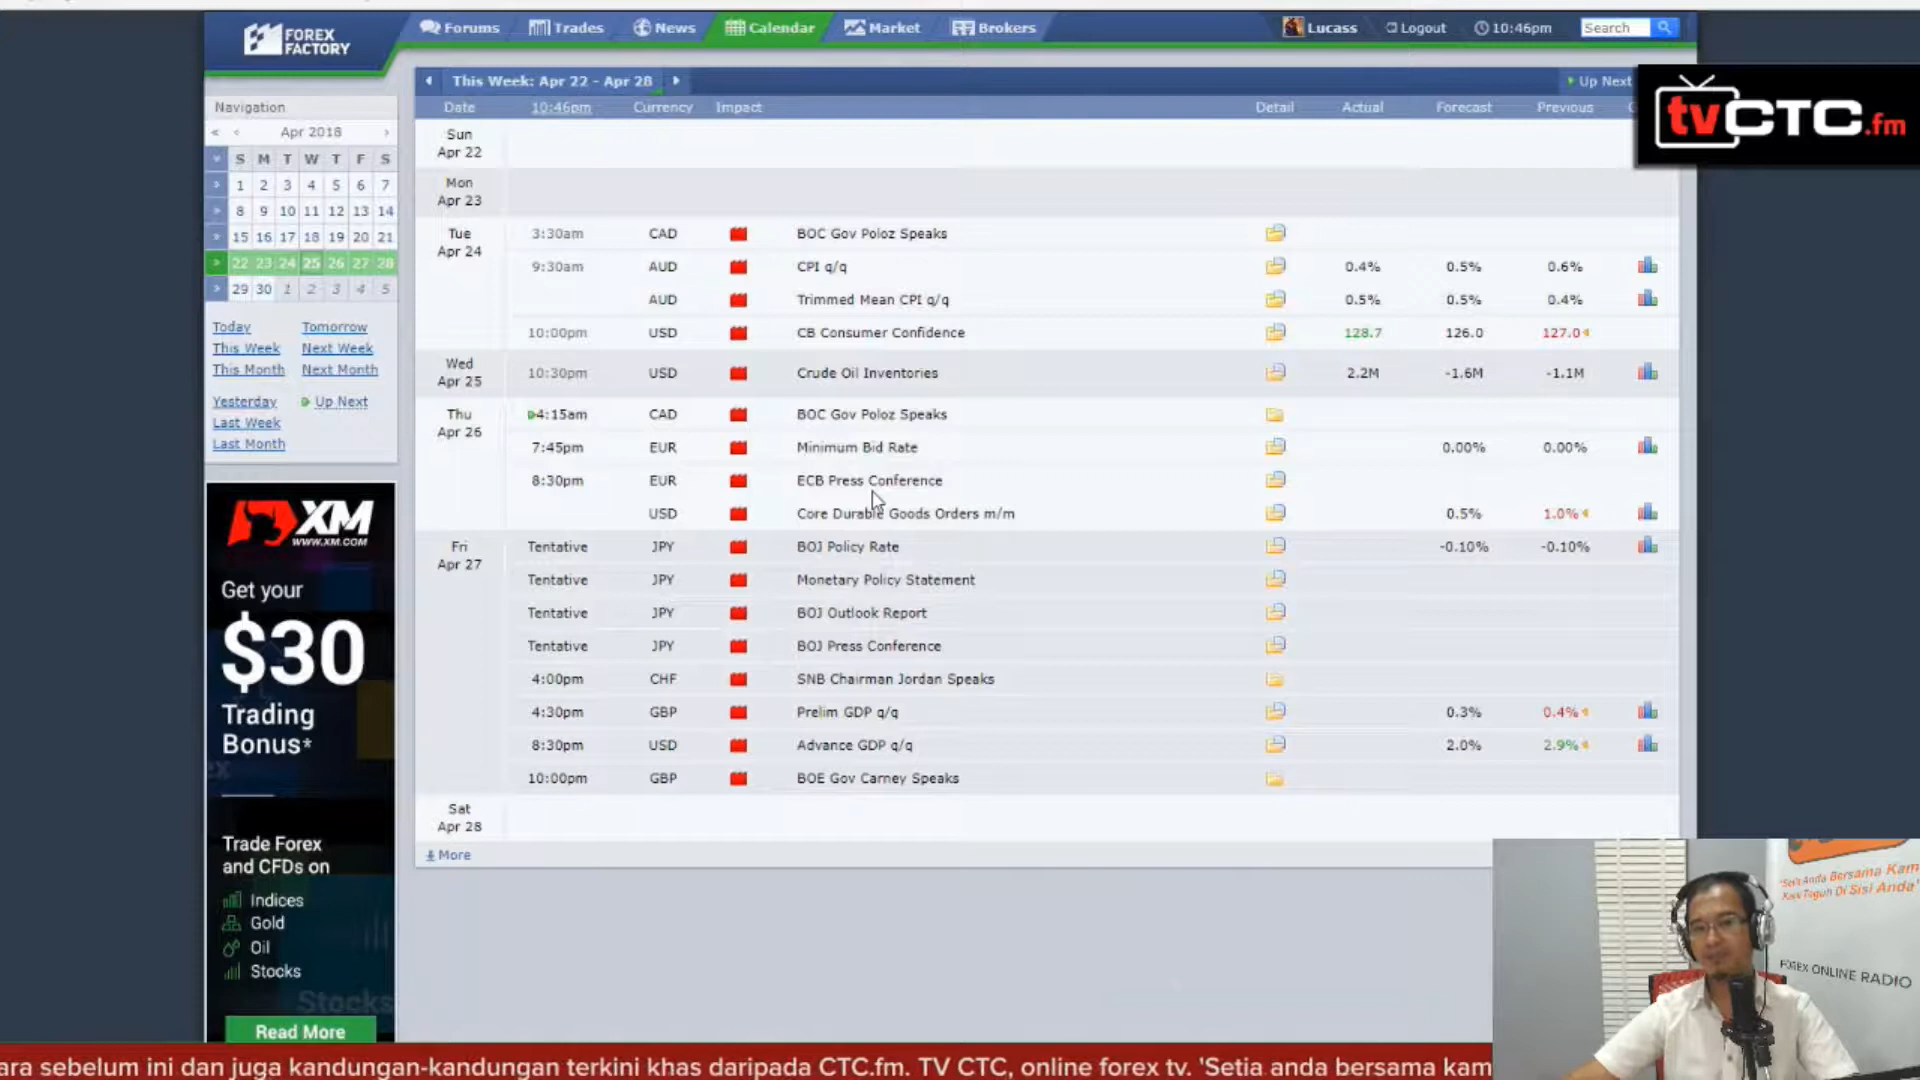 FOREX
FACTORY
Forums
Trades
News
Calendar
Market
Brokers
Lucass
Logout
10:46pm
Search
This Week: Apr 22 - Apr 28
Up Next
tvCTC.fm
Date 10:46pm Currency Impact Detail Actual Forecast Previous
Navigation
« ‹ Apr 2018 ›
S M T W T F S
1 2 3 4 5 6 7
8 9 10 11 12 13 14
15 16 17 18 19 20 21
22 23 24 25 26 27 28
29 30 1 2 3 4 5
Today Tomorrow
This Week Next Week
This Month Next Month
Yesterday Up Next
Last Week
Last Month
Sun
Apr 22
Mon
Apr 23
Tue
Apr 24
3:30am CAD BOC Gov Poloz Speaks
9:30am AUD CPI q/q 0.4% 0.5% 0.6%
AUD Trimmed Mean CPI q/q 0.5% 0.5% 0.4%
10:00pm USD CB Consumer Confidence 128.7 126.0 127.0
Wed
Apr 25
10:30pm USD Crude Oil Inventories 2.2M -1.6M -1.1M
Thu
Apr 26
4:15am CAD BOC Gov Poloz Speaks
7:45pm EUR Minimum Bid Rate 0.00% 0.00%
8:30pm EUR ECB Press Conference
USD Core Durable Goods Orders m/m 0.5% 1.0%
Fri
Apr 27
Tentative JPY BOJ Policy Rate -0.10% -0.10%
Tentative JPY Monetary Policy Statement
Tentative JPY BOJ Outlook Report
Tentative JPY BOJ Press Conference
4:00pm CHF SNB Chairman Jordan Speaks
4:30pm GBP Prelim GDP q/q 0.3% 0.4%
8:30pm USD Advance GDP q/q 2.0% 2.9%
10:00pm GBP BOE Gov Carney Speaks
Sat
Apr 28
More
XM
WWW.XM.COM
Get your
$30
Trading
Bonus*
Trade Forex
and CFDs on
Indices
Gold
Oil
Stocks
Stocks
Read More
"Setia Anda Bersama Kam
Kami Teguh Di Sisi Anda"
FOREX ONLINE RADIO
ara sebelum ini dan juga kandungan-kandungan terkini khas daripada CTC.fm. TV CTC, online forex tv. 'Setia anda bersama kam